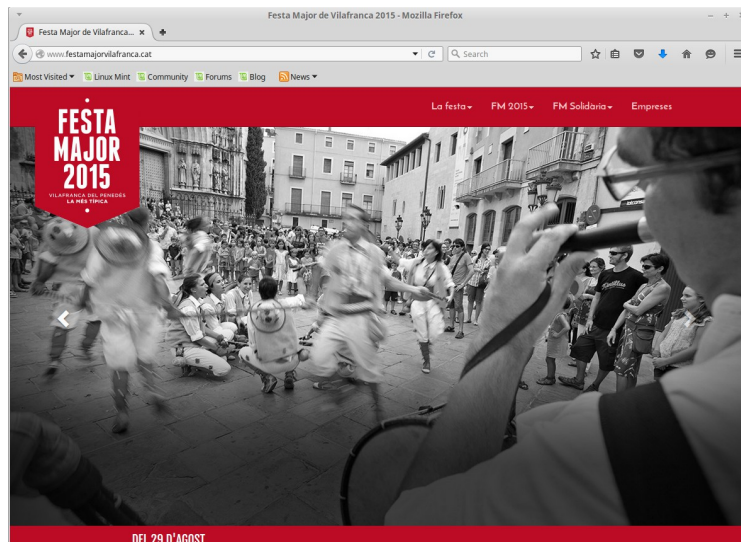 Festa Major de Vilafranca 2015 - Mozilla Firefox
Festa Major de Vilafranca...
www.festamajorvilafranca.cat
Search
Most Visited
Linux Mint
Community
Forums
Blog
News
La festa
FM 2015
FM Solidària
Empreses
FESTA
MAJOR
2015
VILAFRANCA DEL PENEDÈS
LA MÉS TÍPICA
DEL 29 D'AGOST